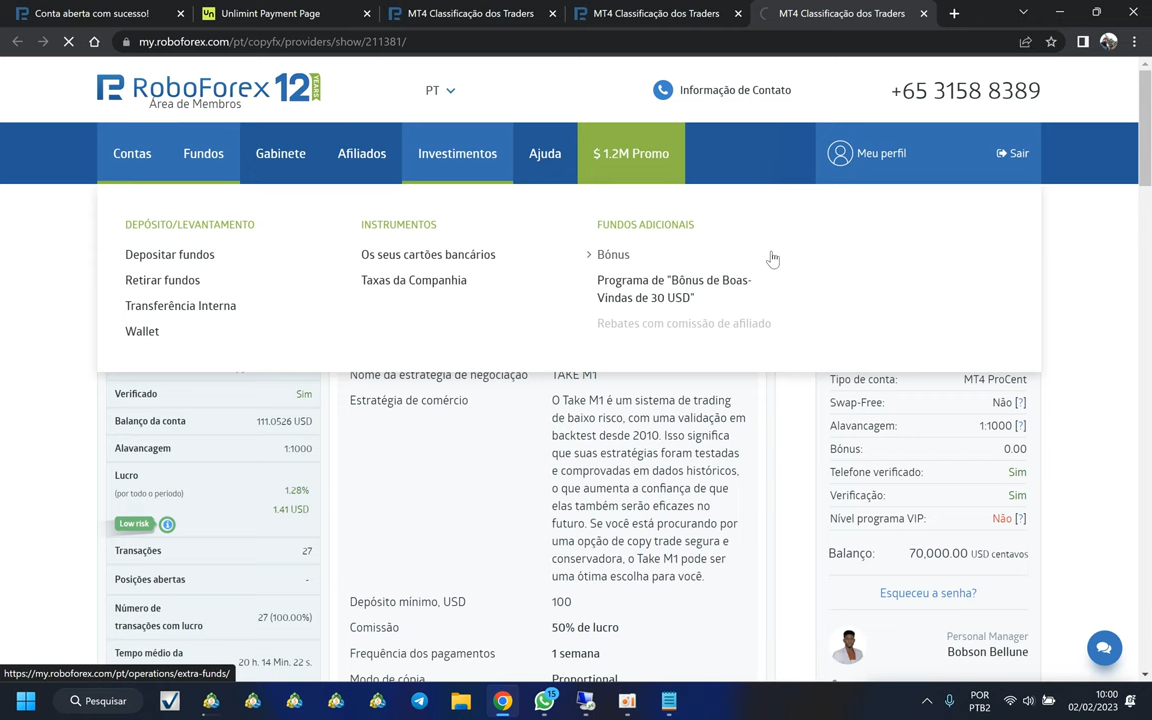 Conta aberta com sucesso!
Unlimint Payment Page
MT4 Classificação dos Traders
MT4 Classificação dos Traders
MT4 Classificação dos Traders
my.roboforex.com/pt/copyfx/providers/show/211381/
RoboForex 12 YEARS
Área de Membros
PT
Informação de Contato
+65 3158 8389
Contas
Fundos
Gabinete
Afiliados
Investimentos
Ajuda
$ 1.2M Promo
Meu perfil
Sair
DEPÓSITO/LEVANTAMENTO
Depositar fundos
Retirar fundos
Transferência Interna
Wallet
INSTRUMENTOS
Os seus cartões bancários
Taxas da Companhia
FUNDOS ADICIONAIS
Bónus
Programa de "Bônus de Boas-
Vindas de 30 USD"
Rebates com comissão de afiliado
Verificado Sim
Balanço da conta 111.0526 USD
Alavancagem 1:1000
Lucro
(por todo o periodo) 1.28%
1.41 USD
Low risk
Transações 27
Posições abertas -
Número de
transações com lucro 27 (100.00%)
Tempo médio da 20 h. 14 Min. 22 s.
Nome da estratégia de negociação TAKE M1
Estratégia de comércio
O Take M1 é um sistema de trading
de baixo risco, com uma validação em
backtest desde 2010. Isso significa
que suas estratégias foram testadas
e comprovadas em dados históricos,
o que aumenta a confiança de que
elas também serão eficazes no
futuro. Se você está procurando por
uma opção de copy trade segura e
conservadora, o Take M1 pode ser
uma ótima escolha para você.
Depósito mínimo, USD 100
Comissão 50% de lucro
Frequência dos pagamentos 1 semana
Modo de cópia Proportional
Tipo de conta: MT4 ProCent
Swap-Free: Não [?]
Alavancagem: 1:1000 [?]
Bónus: 0.00
Telefone verificado: Sim
Verificação: Sim
Nível programa VIP: Não [?]
Balanço: 70,000.00 USD centavos
Esqueceu a senha?
Personal Manager
Bobson Bellune
https://my.roboforex.com/pt/operations/extra-funds/
Pesquisar
15
POR
PTB2
10:00
02/02/2023